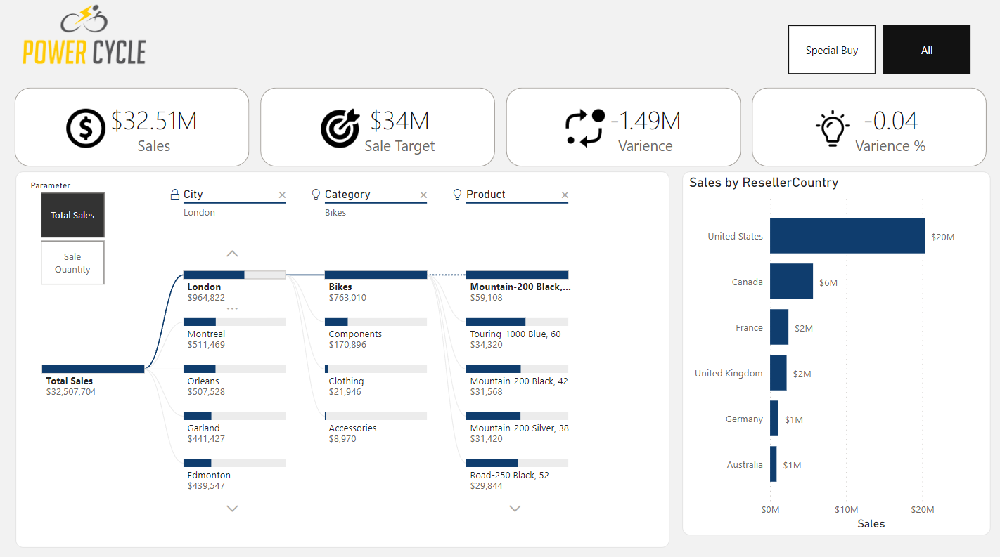 POWER CYCLE
Special Buy
All
$32.51M
Sales
$34M
Sale Target
-1.49M
Varience
-0.04
Varience %
Parameter
Total Sales
Sale
Quantity
City
London
Category
Bikes
Product
Total Sales
$32,507,704
London
$964,822
Montreal
$511,469
Orleans
$507,528
Garland
$441,427
Edmonton
$439,547
Bikes
$763,010
Components
$170,896
Clothing
$21,946
Accessories
$8,970
Mountain-200 Black,...
$59,108
Touring-1000 Blue, 60
$34,320
Mountain-200 Black, 42
$31,568
Mountain-200 Silver, 38
$31,420
Road-250 Black, 52
$29,844
Sales by ResellerCountry
United States $20M
Canada $6M
France $2M
United Kingdom $2M
Germany $1M
Australia $1M
$0M $10M $20M
Sales